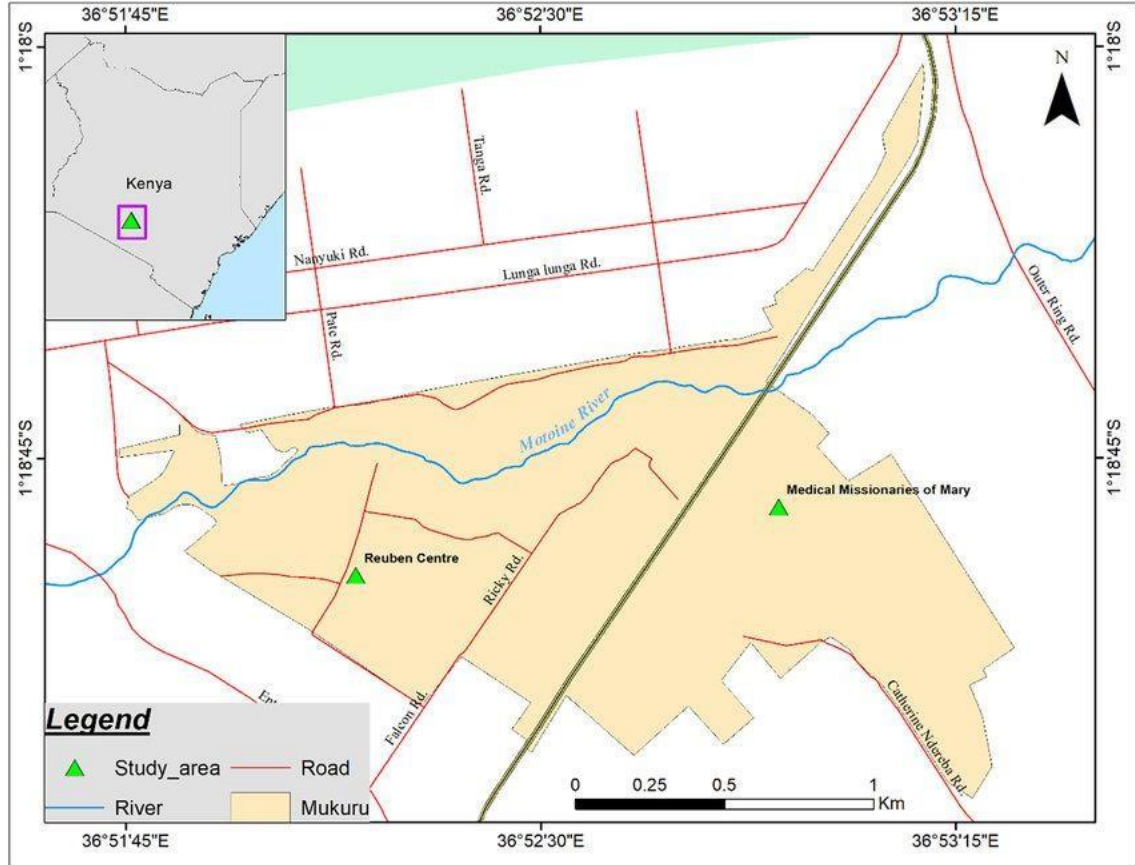 36°51'45"E 36°52'30"E 36°53'15"E
1°18'S 1°18'S
N
Kenya
Tanga Rd.
Nanyuki Rd.
Lunga lunga Rd.
Pate Rd.
Outer Ring Rd.
Motoine River
1°18'45"S 1°18'45"S
Medical Missionaries of Mary
Reuben Centre
Ricky Rd.
Falcon Rd.
Catherine Ndereba Rd.
Legend
Study_area Road
River Mukuru
0 0.25 0.5 1
Km
36°51'45"E 36°52'30"E 36°53'15"E